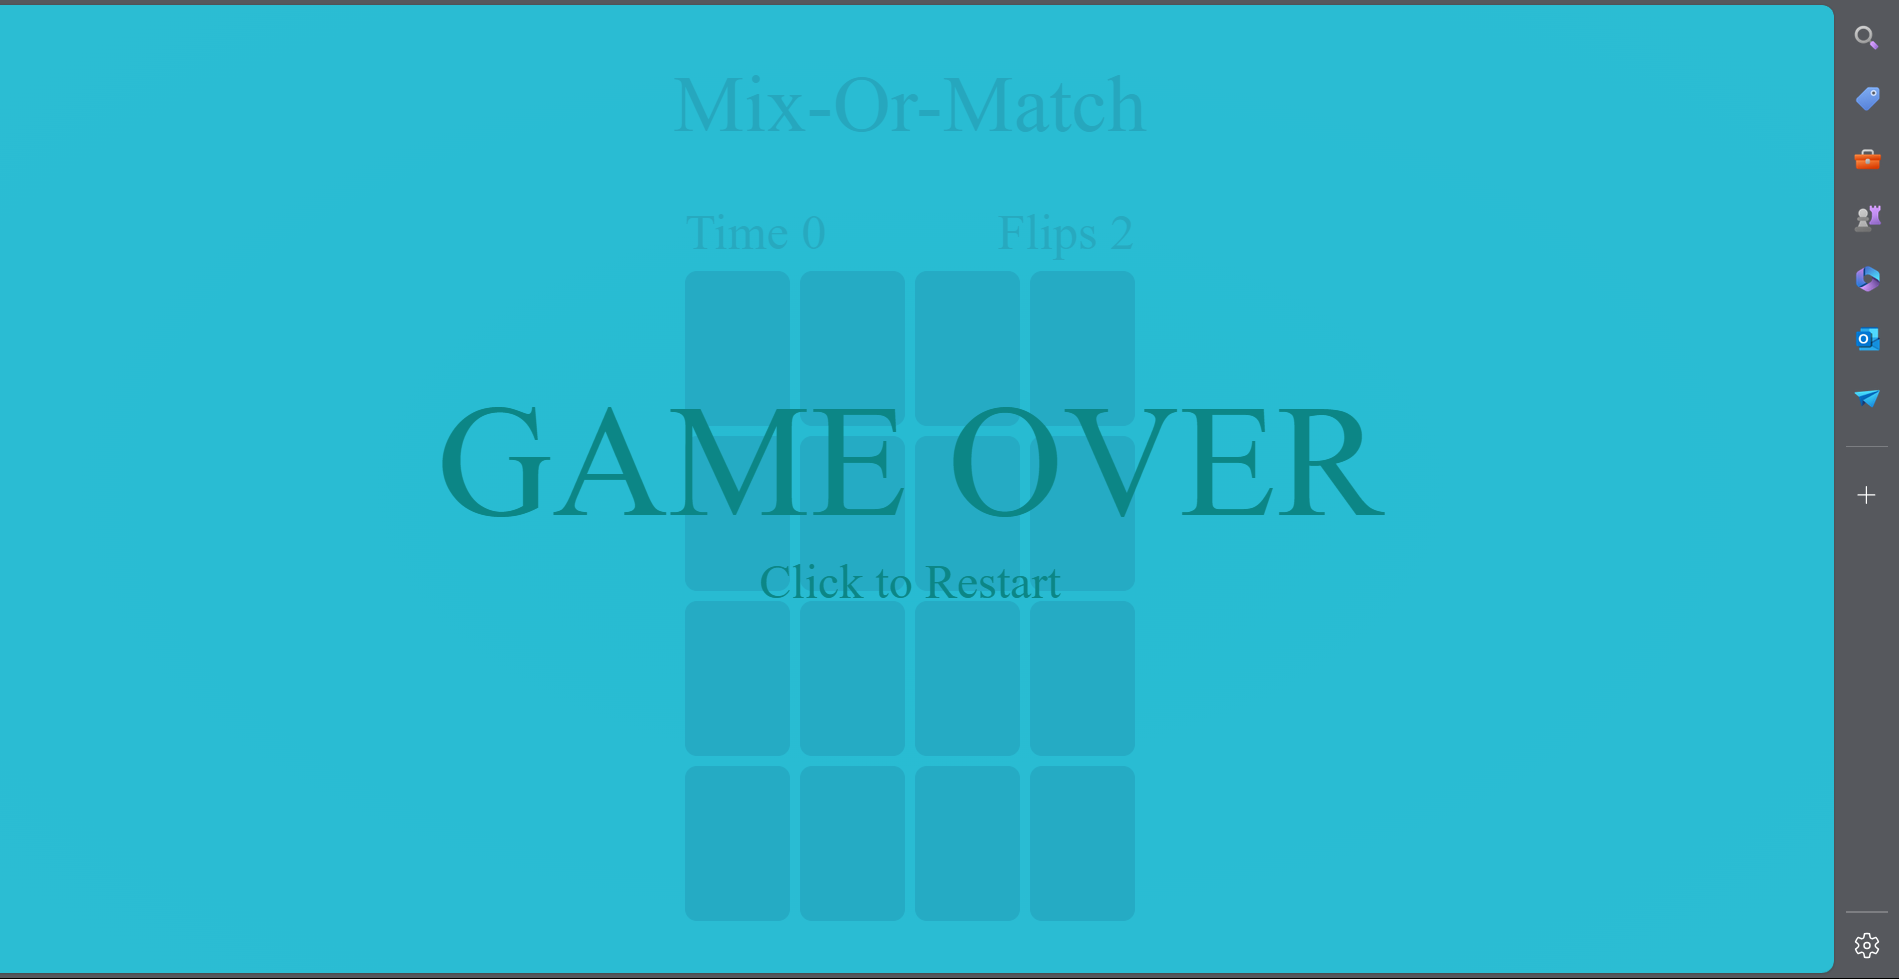 Mix-Or-Match
Time 0 Flips 2
GAME OVER
Click to Restart